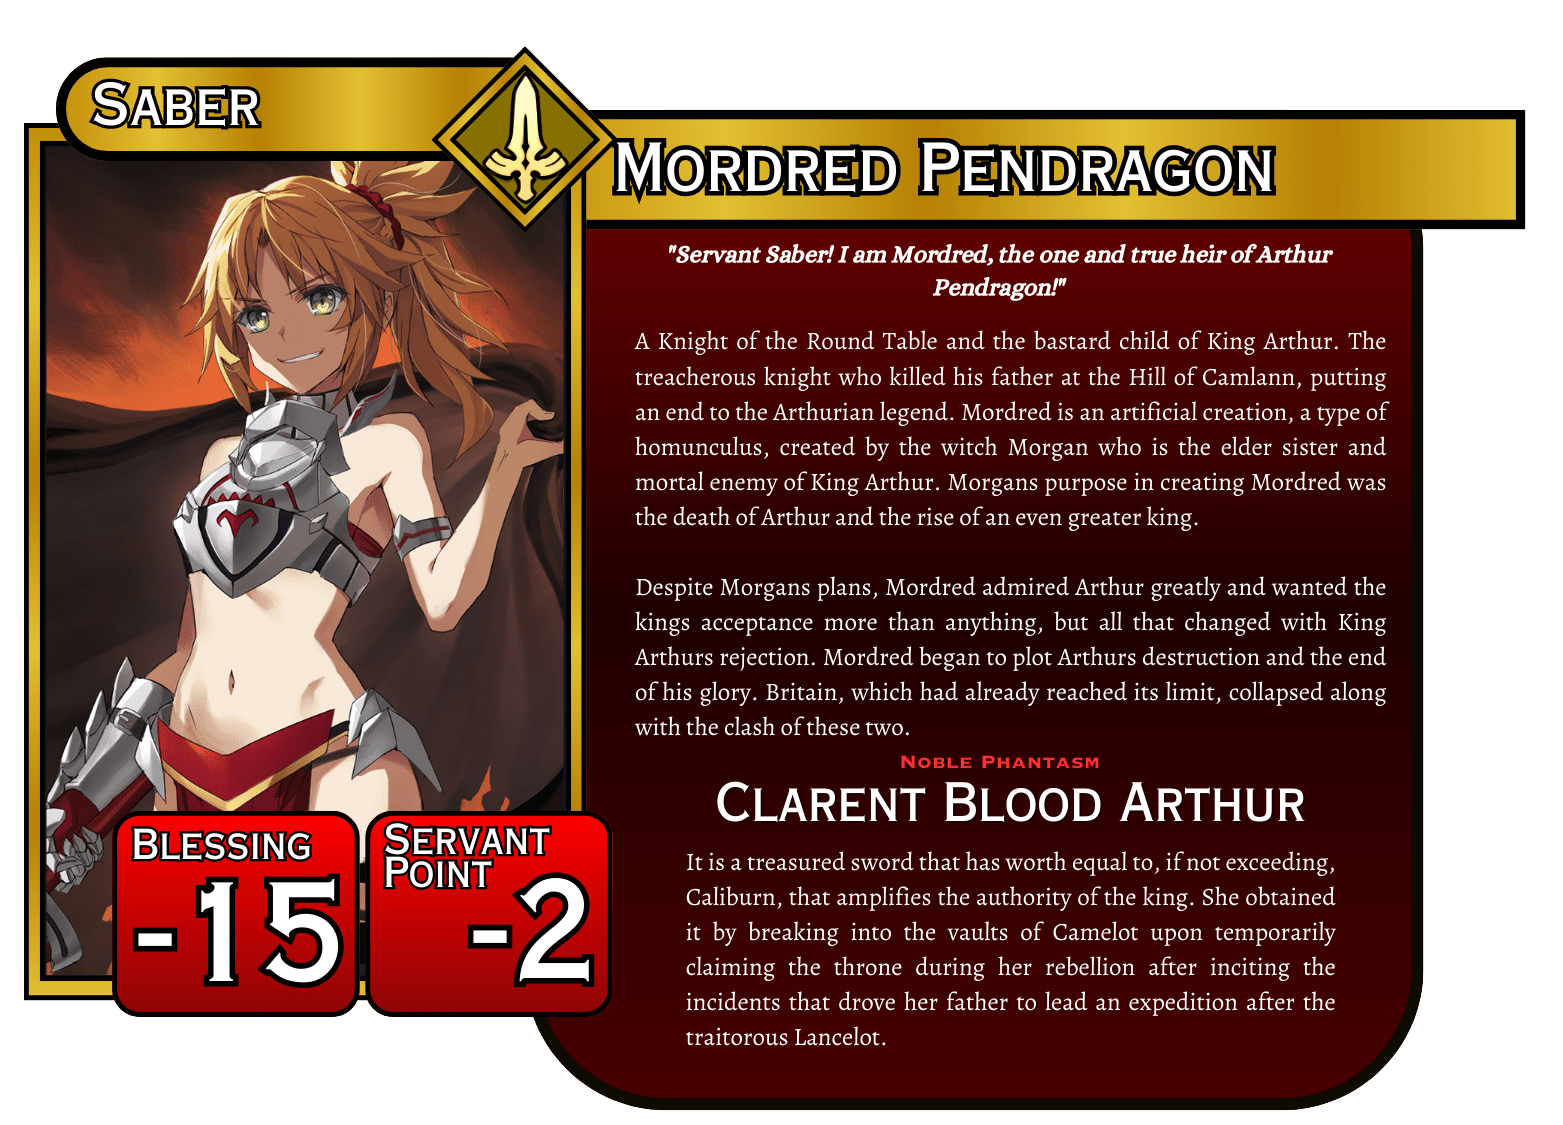 Saber
Mordred Pendragon
"Servant Saber! I am Mordred, the one and true heir of Arthur
Pendragon!"
A Knight of the Round Table and the bastard child of King Arthur. The
treacherous knight who killed his father at the Hill of Camlann, putting
an end to the Arthurian legend. Mordred is an artificial creation, a type of
homunculus, created by the witch Morgan who is the elder sister and
mortal enemy of King Arthur. Morgans purpose in creating Mordred was
the death of Arthur and the rise of an even greater king.
Despite Morgans plans, Mordred admired Arthur greatly and wanted the
kings acceptance more than anything, but all that changed with King
Arthurs rejection. Mordred began to plot Arthurs destruction and the end
of his glory. Britain, which had already reached its limit, collapsed along
with the clash of these two.
Noble Phantasm
Clarent Blood Arthur
It is a treasured sword that has worth equal to, if not exceeding,
Caliburn, that amplifies the authority of the king. She obtained
it by breaking into the vaults of Camelot upon temporarily
claiming the throne during her rebellion after inciting the
incidents that drove her father to lead an expedition after the
traitorous Lancelot.
Blessing
-15
Servant
Point
-2